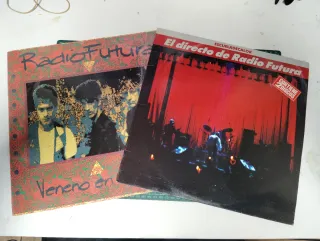 Radio Futura
Veneno en
El directo de Radio Futura